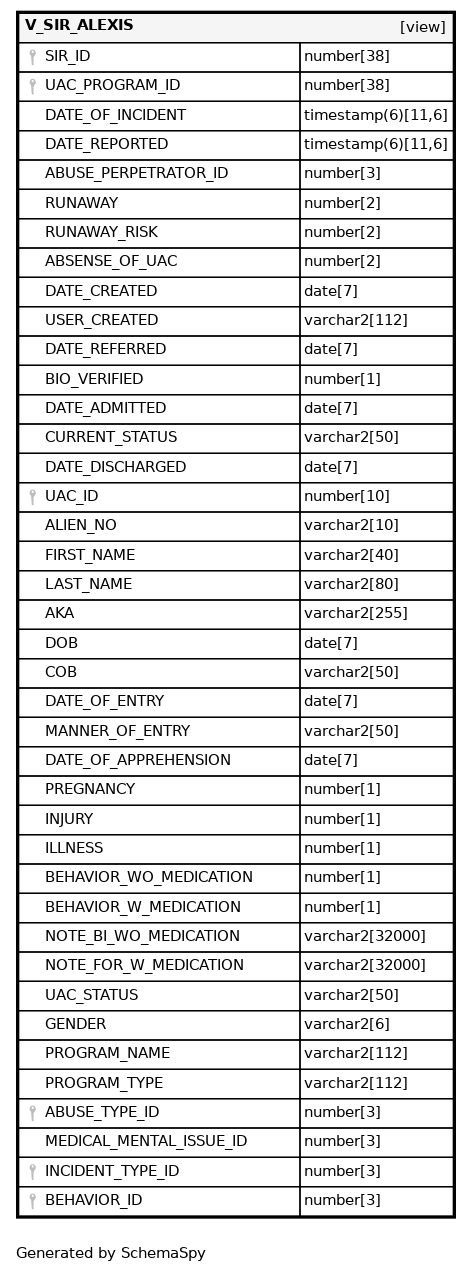 V_SIR_ALEXIS [view]
SIR_ID number[38]
UAC_PROGRAM_ID number[38]
DATE_OF_INCIDENT timestamp(6)[11,6]
DATE_REPORTED timestamp(6)[11,6]
ABUSE_PERPETRATOR_ID number[3]
RUNAWAY number[2]
RUNAWAY_RISK number[2]
ABSENSE_OF_UAC number[2]
DATE_CREATED date[7]
USER_CREATED varchar2[112]
DATE_REFERRED date[7]
BIO_VERIFIED number[1]
DATE_ADMITTED date[7]
CURRENT_STATUS varchar2[50]
DATE_DISCHARGED date[7]
UAC_ID number[10]
ALIEN_NO varchar2[10]
FIRST_NAME varchar2[40]
LAST_NAME varchar2[80]
AKA varchar2[255]
DOB date[7]
COB varchar2[50]
DATE_OF_ENTRY date[7]
MANNER_OF_ENTRY varchar2[50]
DATE_OF_APPREHENSION date[7]
PREGNANCY number[1]
INJURY number[1]
ILLNESS number[1]
BEHAVIOR_WO_MEDICATION number[1]
BEHAVIOR_W_MEDICATION number[1]
NOTE_BI_WO_MEDICATION varchar2[32000]
NOTE_FOR_W_MEDICATION varchar2[32000]
UAC_STATUS varchar2[50]
GENDER varchar2[6]
PROGRAM_NAME varchar2[112]
PROGRAM_TYPE varchar2[112]
ABUSE_TYPE_ID number[3]
MEDICAL_MENTAL_ISSUE_ID number[3]
INCIDENT_TYPE_ID number[3]
BEHAVIOR_ID number[3]
Generated by SchemaSpy